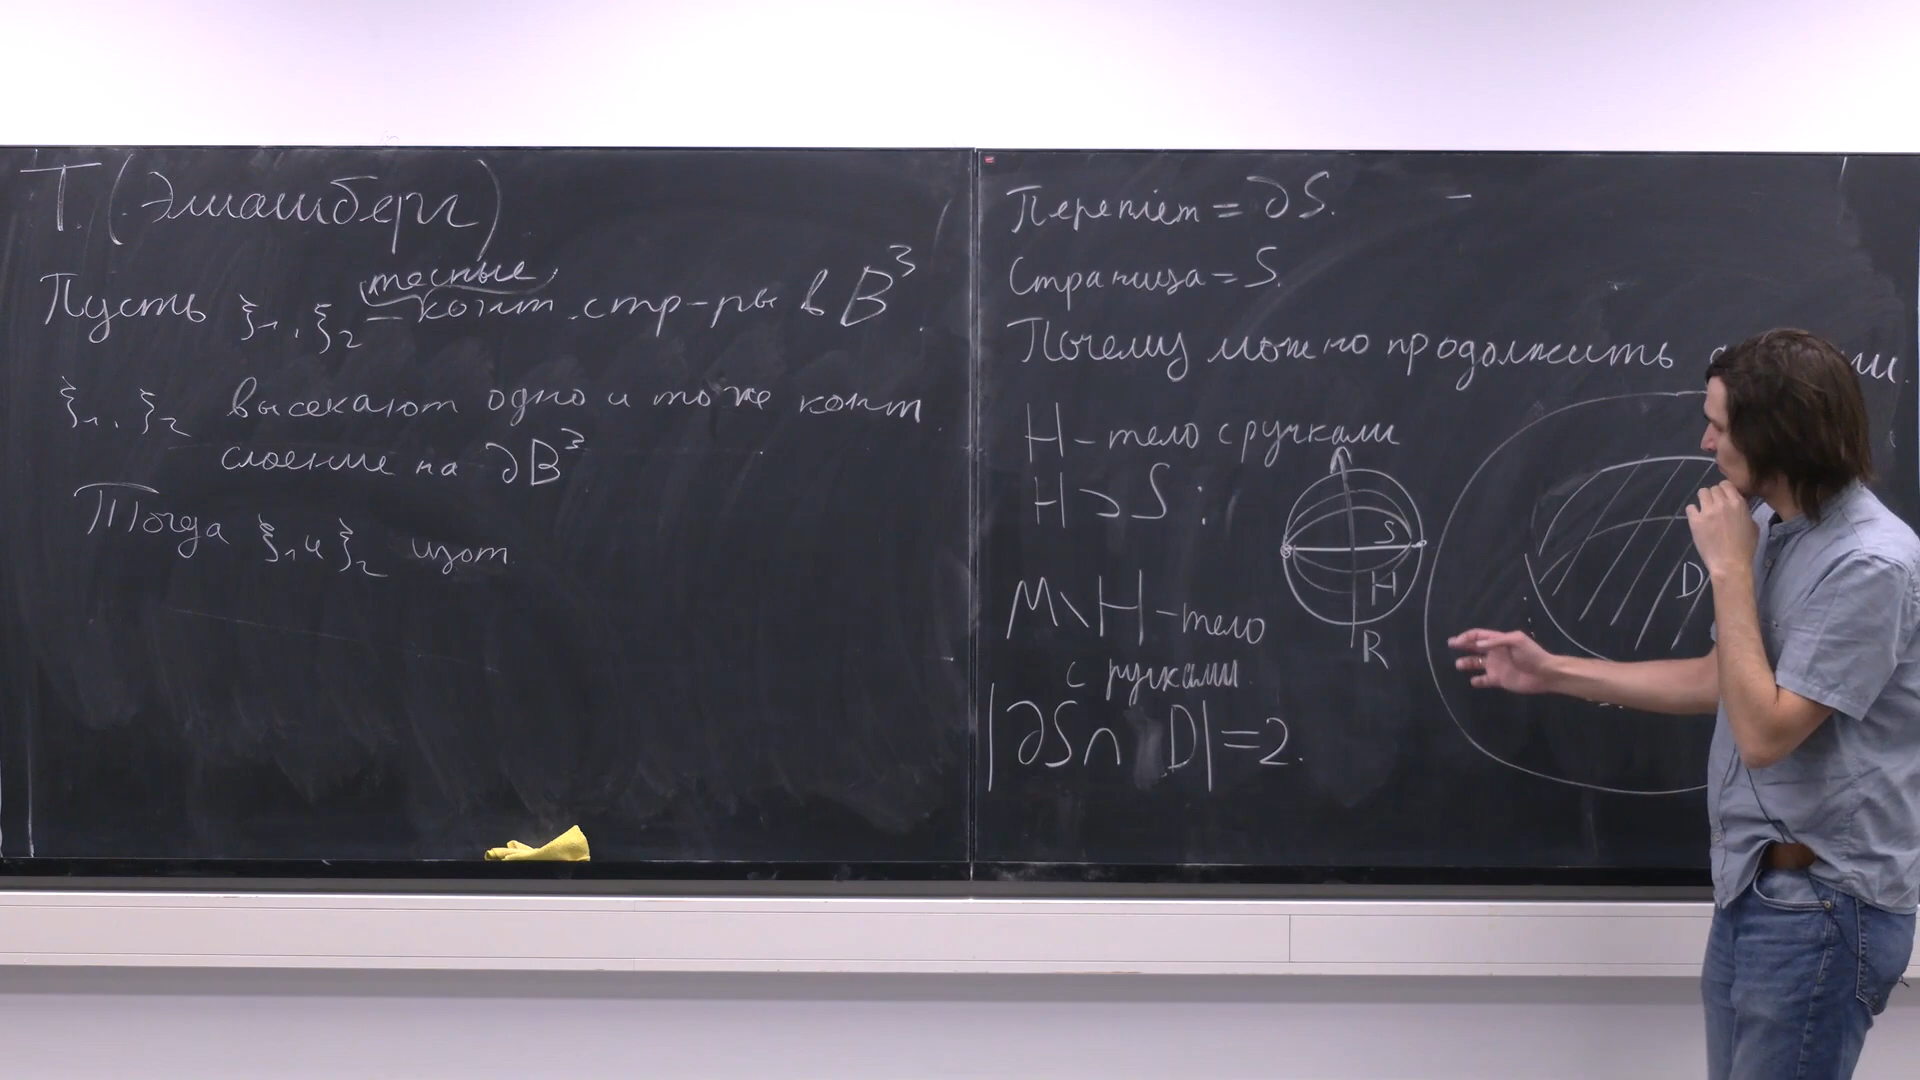 Т. (Элиашберг)
Пусть ξ₁, ξ₂ – тесные конт. стр-ры в B³.
ξ₁, ξ₂ высекают одно и то же конт.
слоение на ∂B³
Тогда ξ₁ и ξ₂ изот.
Переплёт = ∂S.
Страница = S.
Почему можно продолжить
H – тело с ручками
H ⊃ S :
S
H
R
D
M \ H – тело
с ручками.
|∂S ∩ D| = 2.